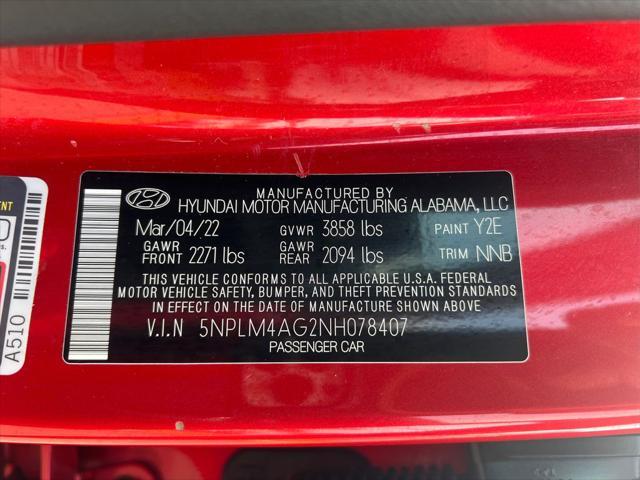 MANUFACTURED BY
HYUNDAI MOTOR MANUFACTURING ALABAMA, LLC
Mar/04/22 GVWR 3858 lbs PAINT Y2E
GAWR FRONT 2271 lbs GAWR REAR 2094 lbs TRIM NNB
THIS VEHICLE CONFORMS TO ALL APPLICABLE U.S.A. FEDERAL
MOTOR VEHICLE SAFETY, BUMPER, AND THEFT PREVENTION STANDARDS
IN EFFECT ON THE DATE OF MANUFACTURE SHOWN ABOVE
V.I.N 5NPLM4AG2NH078407
PASSENGER CAR
A510